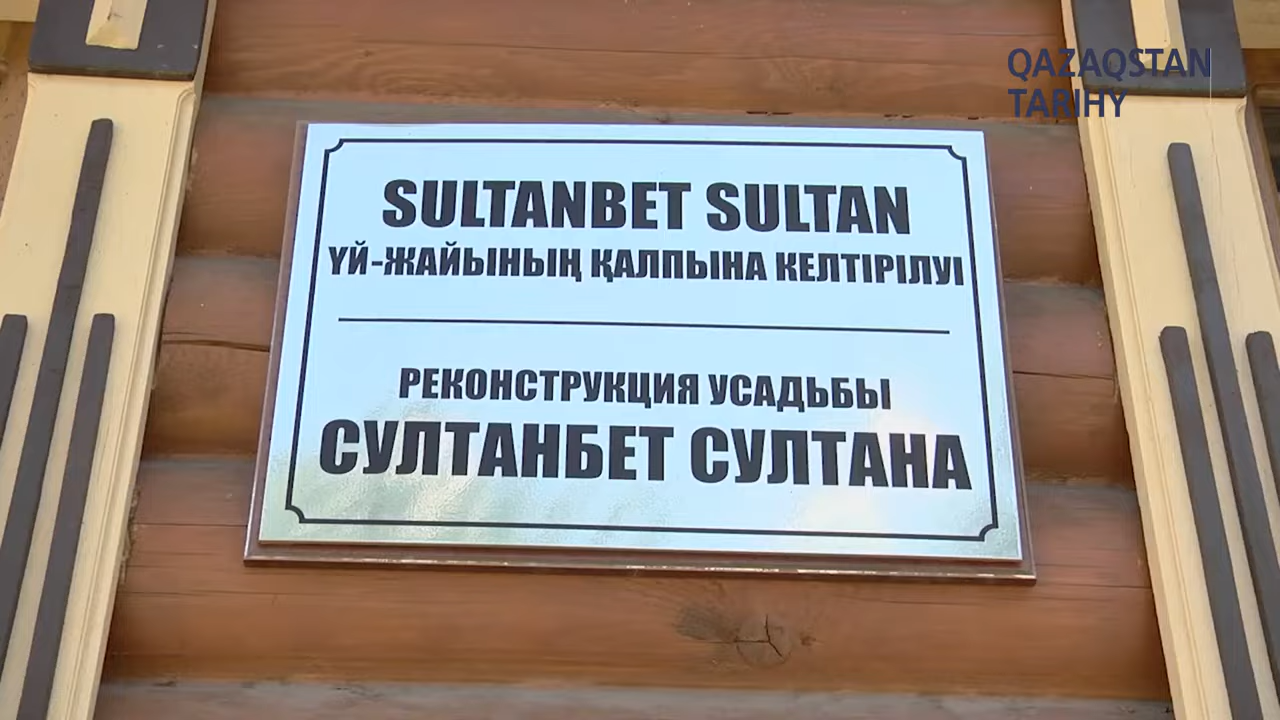 QAZAQSTAN
TARIHY
SULTANBET SULTAN
ҮЙ-ЖАЙЫНЫҢ ҚАЛПЫНА КЕЛТІРІЛУІ
РЕКОНСТРУКЦИЯ УСАДЬБЫ
СУЛТАНБЕТ СУЛТАНА